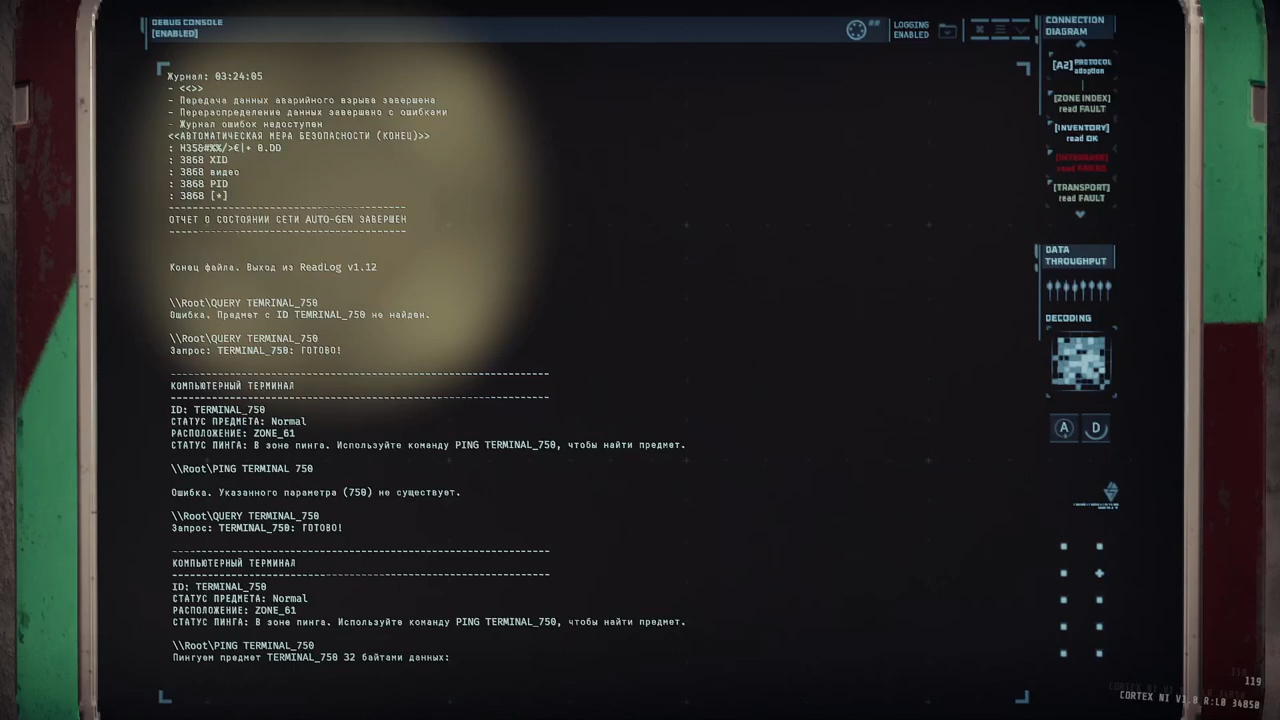 DEBUG CONSOLE
[ENABLED]
LOGGING
ENABLED
Журнал: 03:24:05
- <<>>
- Передача данных аварийного взрыва завершена
- Перераспределение данных завершено с ошибками
- Журнал ошибок недоступен
<<АВТОМАТИЧЕСКАЯ МЕРА БЕЗОПАСНОСТИ (КОНЕЦ)>>
: H35&#X%/>€|+ 0.DD
: 3868 XID
: 3868 видео
: 3868 PID
: 3868 [*]
----------------------------------------
ОТЧЕТ О СОСТОЯНИИ СЕТИ AUTO-GEN ЗАВЕРШЕН
----------------------------------------
Конец файла. Выход из ReadLog v1.12
\\Root\QUERY TEMRINAL_750
Ошибка. Предмет с ID TEMRINAL_750 не найден.
\\Root\QUERY TERMINAL_750
Запрос: TERMINAL_750: ГОТОВО!
----------------------------------------------------------------
КОМПЬЮТЕРНЫЙ ТЕРМИНАЛ
----------------------------------------------------------------
ID: TERMINAL_750
СТАТУС ПРЕДМЕТА: Normal
РАСПОЛОЖЕНИЕ: ZONE_61
СТАТУС ПИНГА: В зоне пинга. Используйте команду PING TERMINAL_750, чтобы найти предмет.
\\Root\PING TERMINAL 750
Ошибка. Указанного параметра (750) не существует.
\\Root\QUERY TERMINAL_750
Запрос: TERMINAL_750: ГОТОВО!
----------------------------------------------------------------
КОМПЬЮТЕРНЫЙ ТЕРМИНАЛ
----------------------------------------------------------------
ID: TERMINAL_750
СТАТУС ПРЕДМЕТА: Normal
РАСПОЛОЖЕНИЕ: ZONE_61
СТАТУС ПИНГА: В зоне пинга. Используйте команду PING TERMINAL_750, чтобы найти предмет.
\\Root\PING TERMINAL_750
Пингуем предмет TERMINAL_750 32 байтами данных:
CONNECTION
DIAGRAM
[A2] PROTOCOL
adoption
[ZONE INDEX]
read FAULT
[INVENTORY]
read OK
read FAILED
[TRANSPORT]
read FAULT
DATA
THROUGHPUT
DECODING
A D
119
CORTEX NI V1.8 R:L0 34850